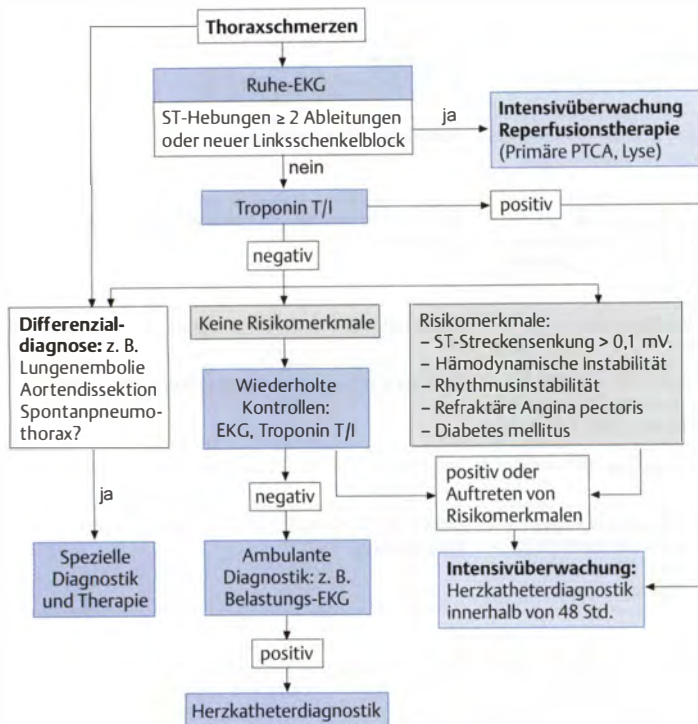 Thoraxschmerzen
Ruhe-EKG
ST-Hebungen ≥ 2 Ableitungen
oder neuer Linksschenkelblock
ja
Intensivüberwachung
Reperfusionstherapie
(Primäre PTCA, Lyse)
nein
Troponin T/I
positiv
negativ
Differenzial-
diagnose: z. B.
Lungenembolie
Aortendissektion
Spontanpneumo-
thorax?
Keine Risikomerkmale
Risikomerkmale:
– ST-Streckensenkung > 0,1 mV.
– Hämodynamische Instabilität
– Rhythmusinstabilität
– Refraktäre Angina pectoris
– Diabetes mellitus
Wiederholte
Kontrollen:
EKG, Troponin T/I
ja
negativ
positiv oder
Auftreten von
Risikomerkmalen
Spezielle
Diagnostik
und Therapie
Ambulante
Diagnostik: z. B.
Belastungs-EKG
Intensivüberwachung:
Herzkatheterdiagnostik
innerhalb von 48 Std.
positiv
Herzkatheterdiagnostik